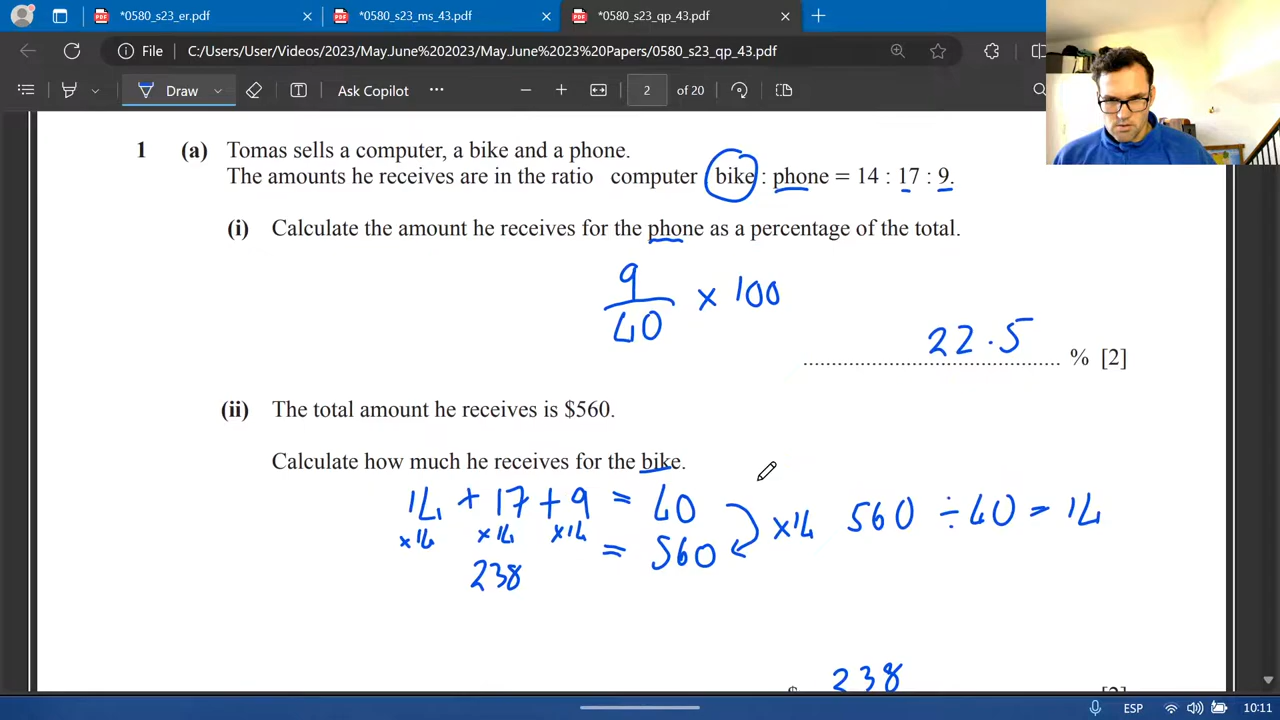 *0580_s23_er.pdf
*0580_s23_ms_43.pdf
*0580_s23_qp_43.pdf
File
C:/Users/User/Videos/2023/May.June%202023/May.June%2023%20Papers/0580_s23_qp_43.pdf
Draw
Ask Copilot
2 of 20
1 (a) Tomas sells a computer, a bike and a phone.
The amounts he receives are in the ratio computer bike : phone = 14 : 17 : 9.
(i) Calculate the amount he receives for the phone as a percentage of the total.
9/40 × 100
22.5
.............................................. % [2]
(ii) The total amount he receives is $560.
Calculate how much he receives for the bike.
14 + 17 + 9 = 40
×14 ×14 ×14 = 560 ×14 560 ÷ 40 = 14
238
$ 238 [2]
ESP 10:11